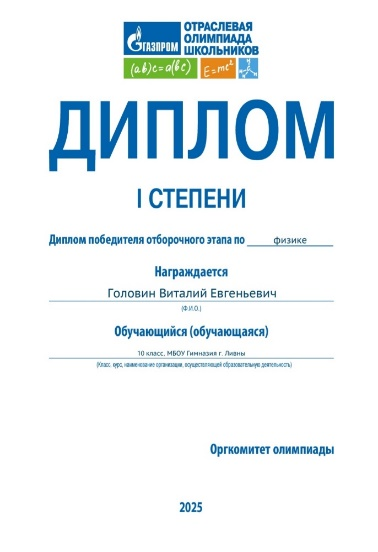 ГАЗПРОМ
ОТРАСЛЕВАЯ
ОЛИМПИАДА
ШКОЛЬНИКОВ
(ab)c=a(bc)
E=mc²
ДИПЛОМ
I СТЕПЕНИ
Диплом победителя отборочного этапа по физике
Награждается
Головин Виталий Евгеньевич
(Ф.И.О.)
Обучающийся (обучающаяся)
10 класс, МБОУ Гимназия г. Ливны
(Класс, курс, наименование организации, осуществляющей образовательную деятельность)
Оргкомитет олимпиады
2025